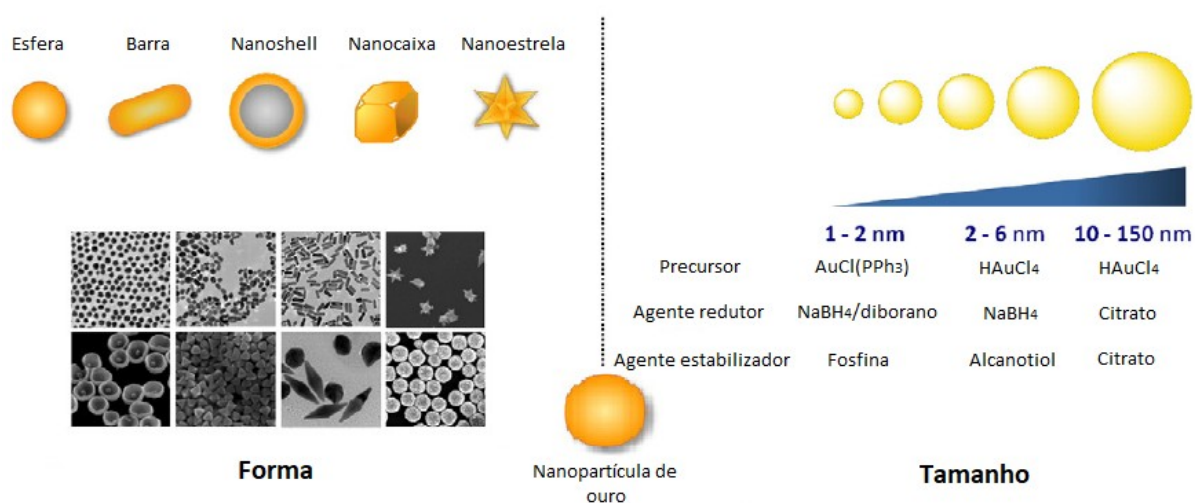 Esfera Barra Nanoshell Nanocaixa Nanoestrela
1 - 2 nm 2 - 6 nm 10 - 150 nm
Precursor AuCl(PPh3) HAuCl4 HAuCl4
Agente redutor NaBH4/diborano NaBH4 Citrato
Agente estabilizador Fosfina Alcanotiol Citrato
Forma
Nanopartícula de
ouro
Tamanho